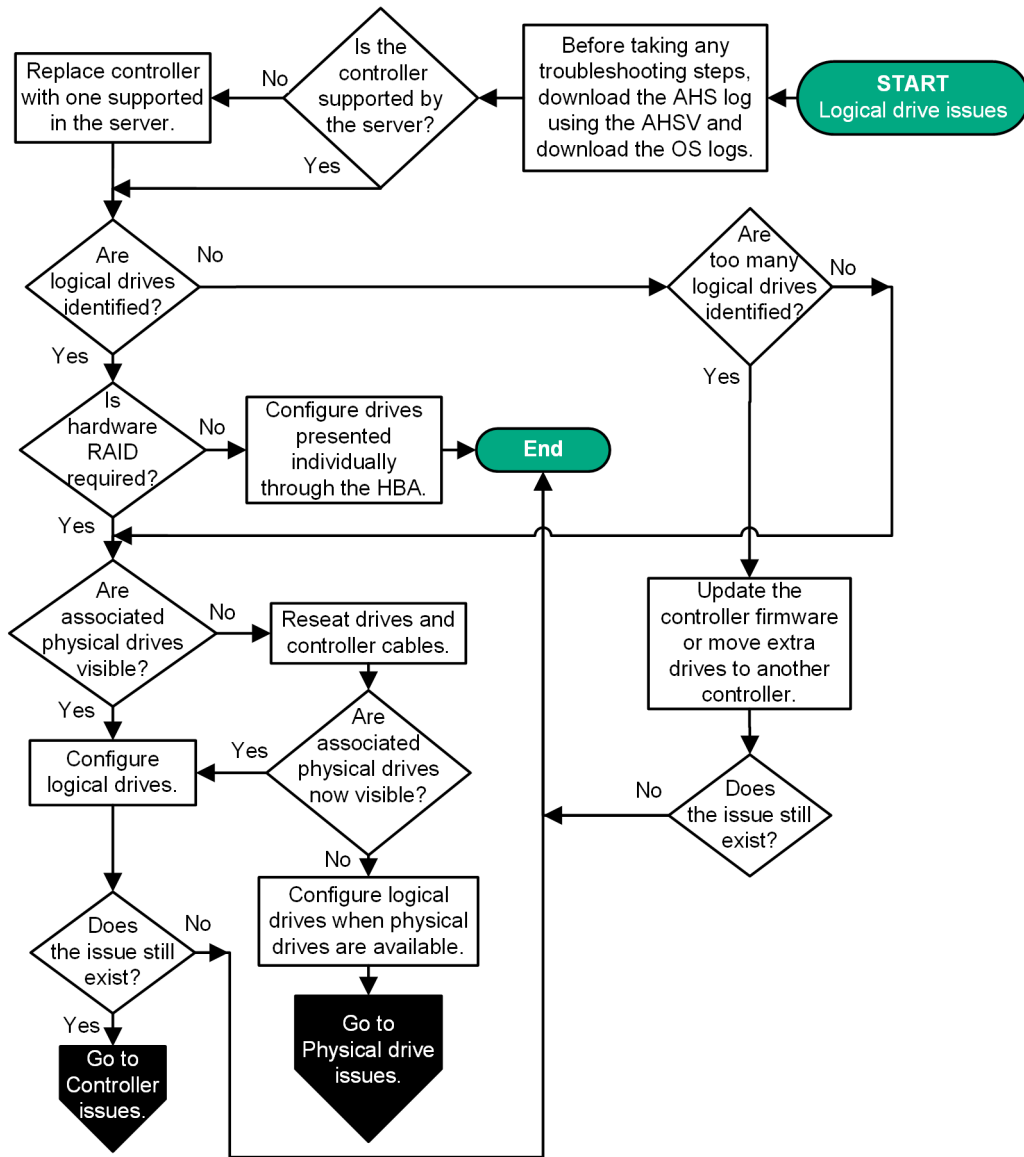 START
Logical drive issues
Before taking any
troubleshooting steps,
download the AHS log
using the AHSV and
download the OS logs.
Is the
controller
supported by
the server?
No
Yes
Replace controller
with one supported
in the server.
Are
logical drives
identified?
No
Yes
Are
too many
logical drives
identified?
No
Yes
Is
hardware
RAID
required?
No
Yes
Configure drives
presented
individually
through the HBA.
End
Are
associated
physical drives
visible?
No
Yes
Reseat drives and
controller cables.
Update the
controller firmware
or move extra
drives to another
controller.
Configure
logical drives.
Yes
Are
associated
physical drives
now visible?
No
Does
the issue still
exist?
No
Configure logical
drives when physical
drives are available.
Does
the issue still
exist?
No
Yes
Go to
Controller
issues.
Go to
Physical drive
issues.